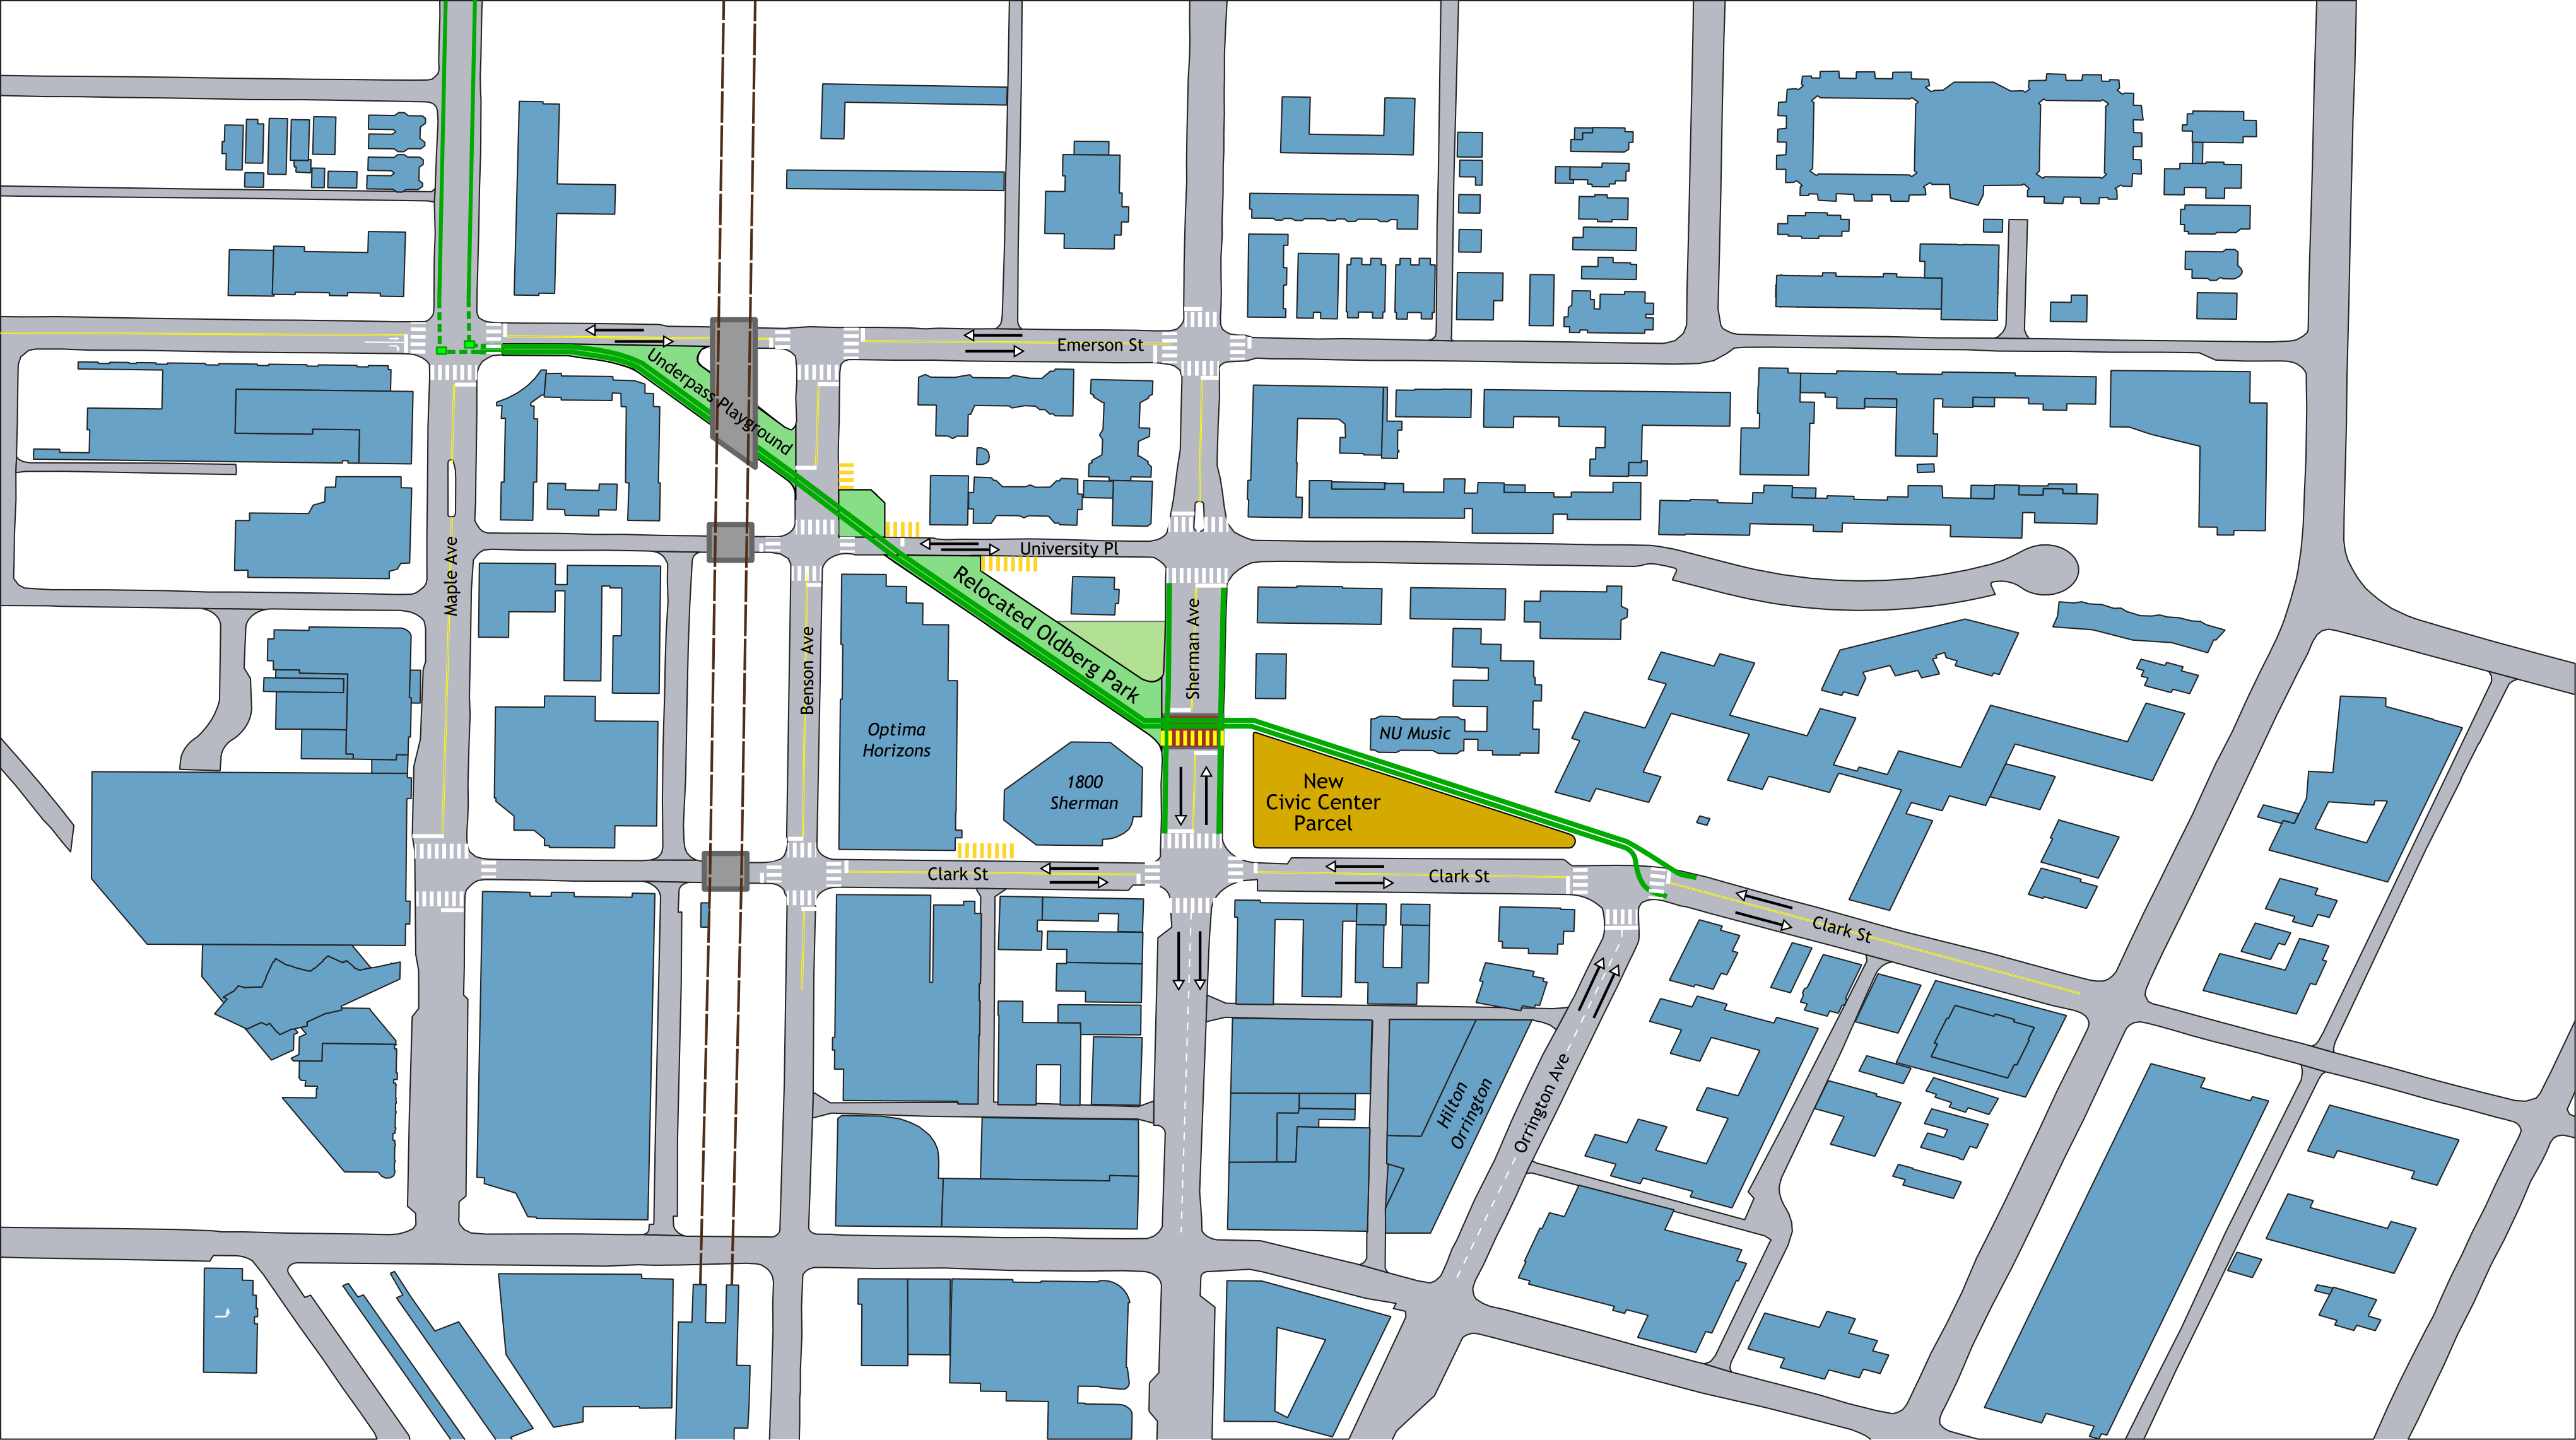 Emerson St
Underpass Playground
University Pl
Maple Ave
Relocated Oldberg Park
Sherman Ave
Benson Ave
Optima
Horizons
NU Music
1800
Sherman
New
Civic Center
Parcel
Clark St
Clark St
Clark St
Hilton
Orrington
Orrington Ave